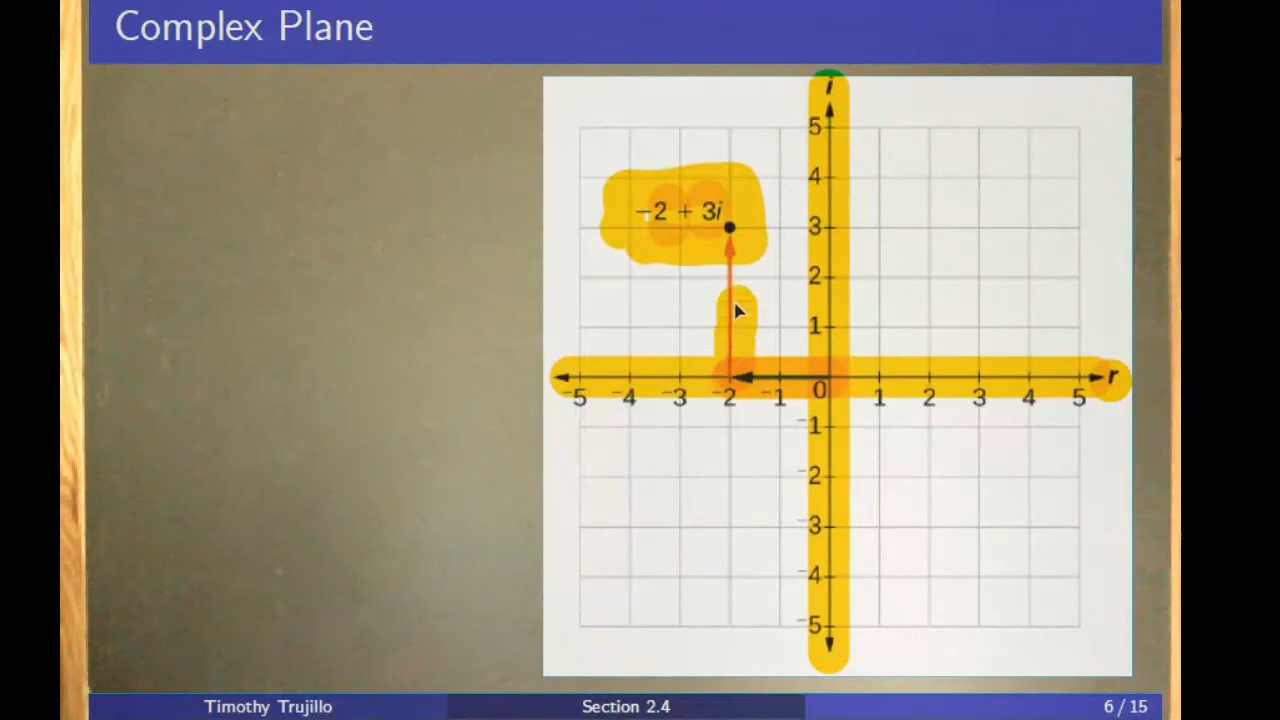 Complex Plane
i
5
4
-2 + 3i
3
2
1
-5 -4 -3 -2 -1 0 1 2 3 4 5 r
-1
-2
-3
-4
-5
Timothy Trujillo Section 2.4 6 / 15